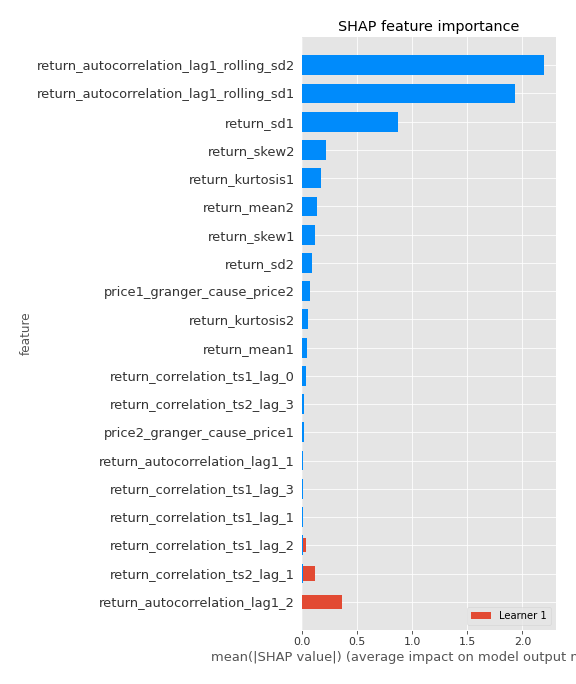 SHAP feature importance
return_autocorrelation_lag1_rolling_sd2
return_autocorrelation_lag1_rolling_sd1
return_sd1
return_skew2
return_kurtosis1
return_mean2
return_skew1
return_sd2
price1_granger_cause_price2
return_kurtosis2
return_mean1
return_correlation_ts1_lag_0
return_correlation_ts2_lag_3
price2_granger_cause_price1
return_autocorrelation_lag1_1
return_correlation_ts1_lag_3
return_correlation_ts1_lag_1
return_correlation_ts1_lag_2
return_correlation_ts2_lag_1
return_autocorrelation_lag1_2
feature
Learner 1
0.0 0.5 1.0 1.5 2.0
mean(|SHAP value|) (average impact on model output